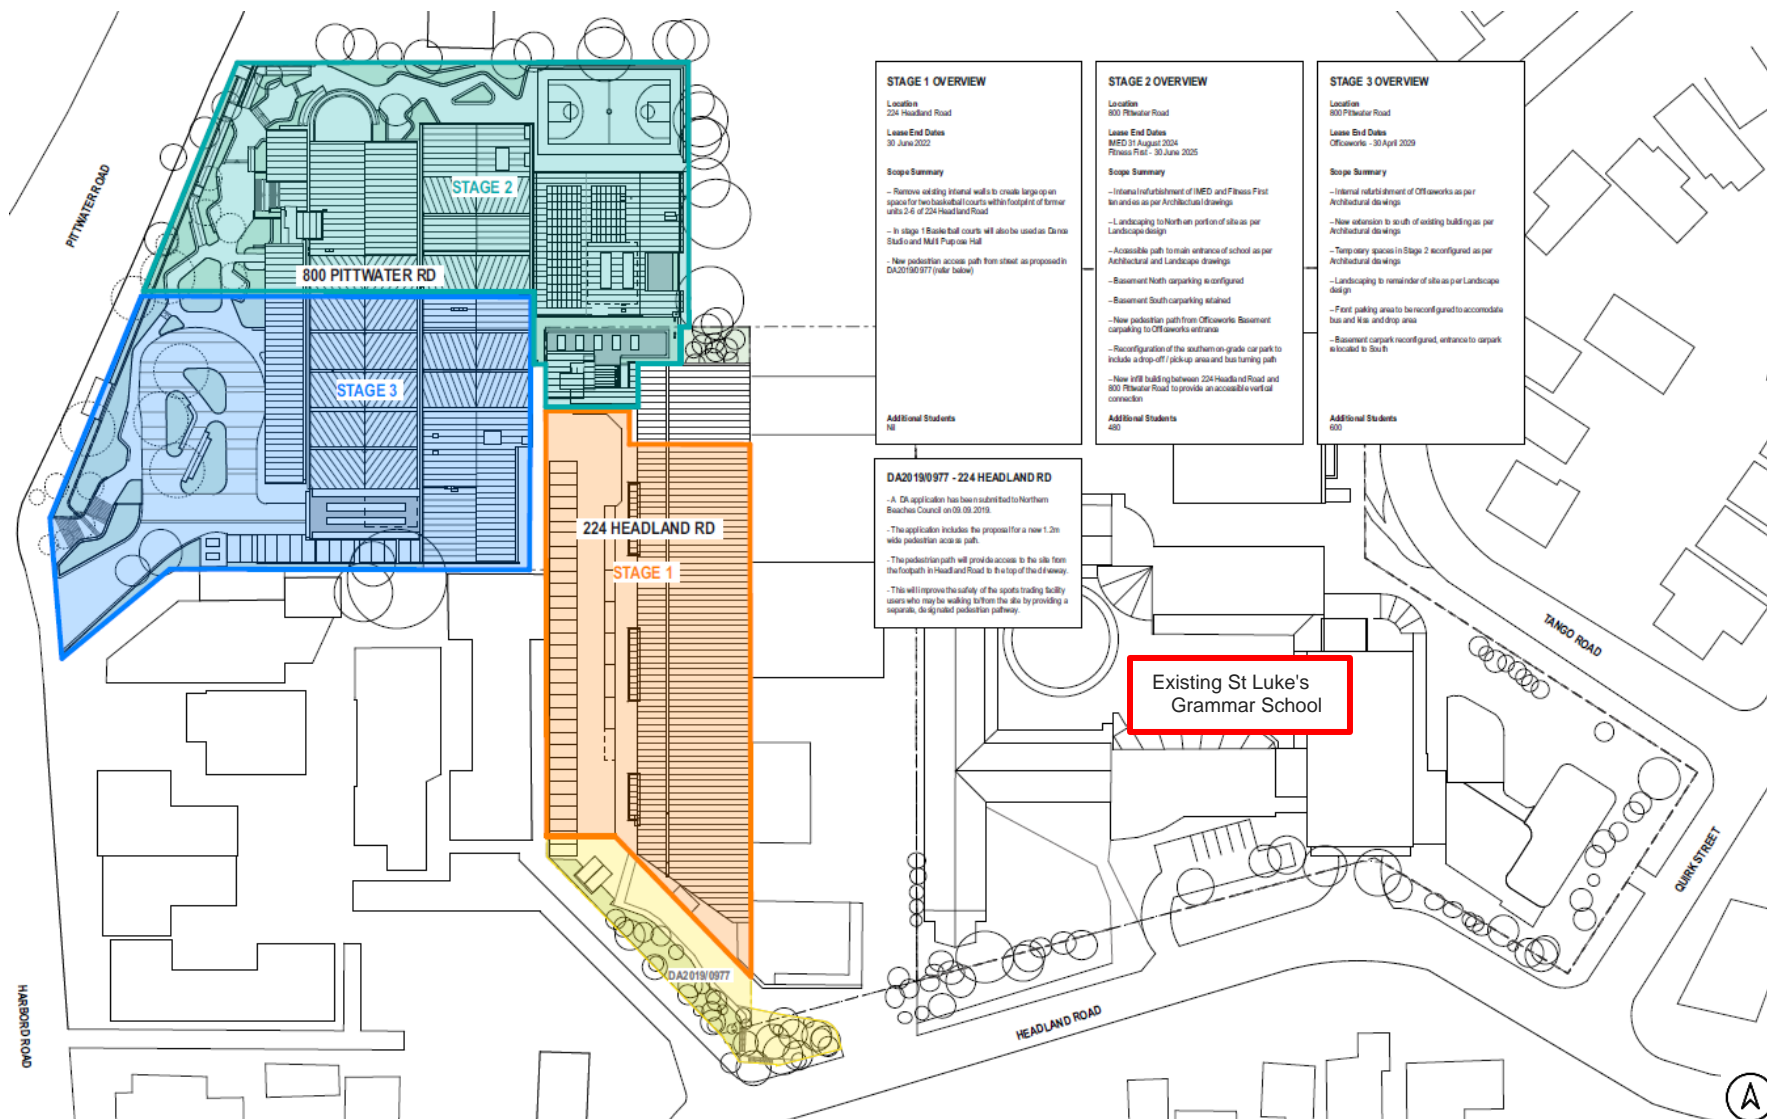 PITTWATER ROAD
STAGE 2
800 PITTWATER RD
STAGE 3
224 HEADLAND RD
STAGE 1
DA2019/0977
HARBORD ROAD
HEADLAND ROAD
STAGE 1 OVERVIEW
Location
224 Headland Road
Lease End Dates
30 June 2022
Scope Summary
– Remove existing internal walls to create large open
space for two basketball courts within footprint of former
units 2-6 of 224 Headland Road
– In stage 1 Basketball courts will also be used as Dance
Studio and Multi Purpose Hall
– New pedestrian access path from street as proposed in
DA2019/0977 (refer below)
Additional Students
Nil
STAGE 2 OVERVIEW
Location
800 Pittwater Road
Lease End Dates
IMED 31 August 2024
Fitness First - 30 June 2025
Scope Summary
– Internal refurbishment of IMED and Fitness First
tenancies as per Architectural drawings
– Landscaping to Northern portion of site as per
Landscape design
– Accessible path to main entrance of school as per
Architectural and Landscape drawings
– Basement North carparking reconfigured
– Basement South carparking retained
– New pedestrian path from Officeworks Basement
carpaking to Officeworks entrance
– Reconfiguration of the southern on-grade car park to
include a drop-off / pick-up area and bus turning path
– New infill building between 224 Headland Road and
800 Pittwater Road to provide an accessible vertical
connection
Additional Students
480
STAGE 3 OVERVIEW
Location
800 Pittwater Road
Lease End Dates
Officeworks - 30 April 2029
Scope Summary
– Internal refurbishment of Officeworks as per
Architectural drawings
– New extension to south of existing building as per
Architectural drawings
– Temporary spaces in Stage 2 reconfigured as per
Architectural drawings
– Landscaping to remainder of site as per Landscape
design
– Front parking area to be reconfigured to accomodate
bus and kiss and drop area
– Basement carpark reconfigured, entrance to carpark
relocated to South
Additional Students
600
DA2019/0977 - 224 HEADLAND RD
- A DA application has been submitted to Northern
Beaches Council on 09.09.2019.
- The application includes the proposal for a new 1.2m
wide pedestrian access path.
- The pedestrian path will provide access to the site from
the footpath in Headland Road to the top of the driveway.
- This will improve the safety of the sports trading facility
users who may be walking to/from the site by providing a
separate, designated pedestrian pathway.
Existing St Luke's
Grammar School
TANGO ROAD
QUIRK STREET